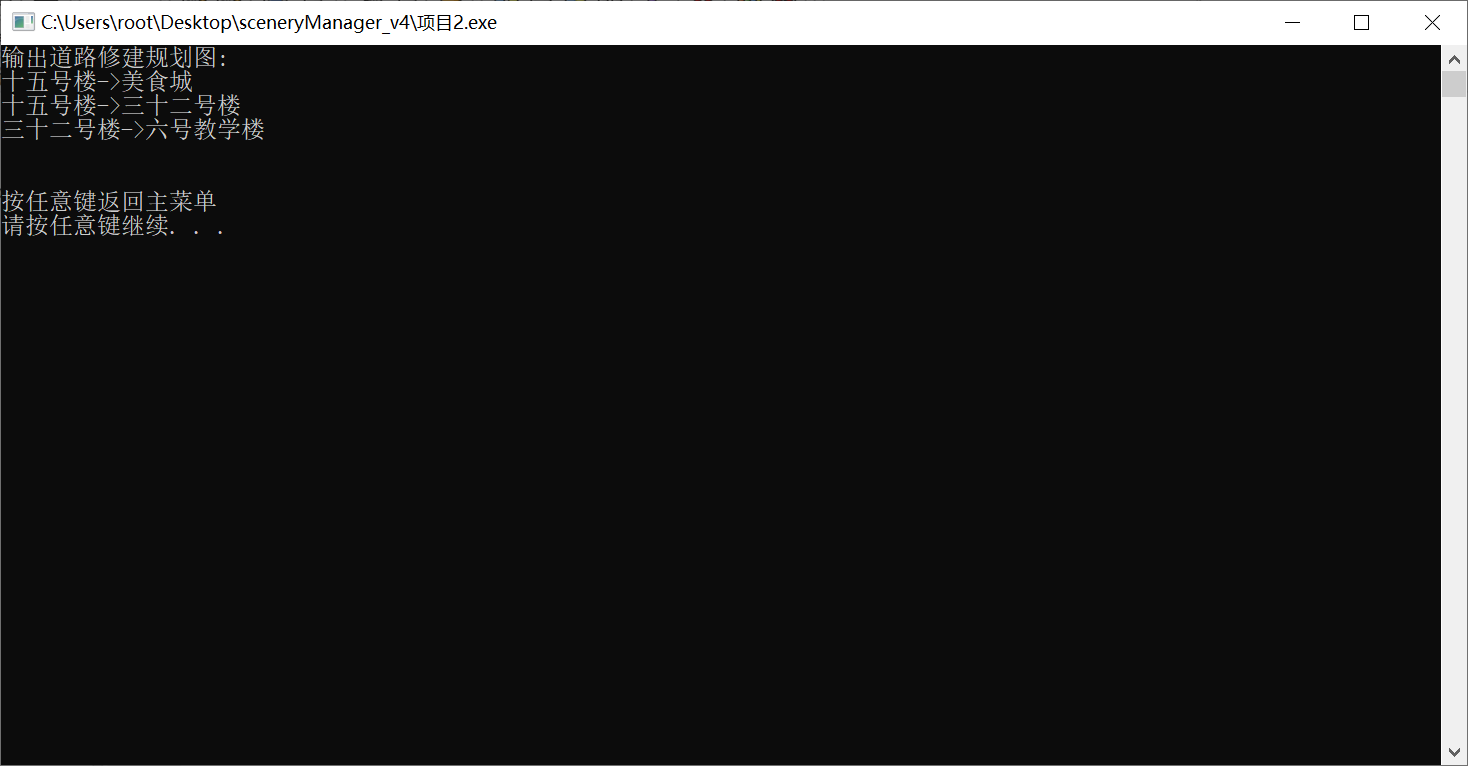 C:\Users\root\Desktop\sceneryManager_v4\项目2.exe
输出道路修建规划图:
十五号楼->美食城
十五号楼->三十二号楼
三十二号楼->六号教学楼
按任意键返回主菜单
请按任意键继续. . .